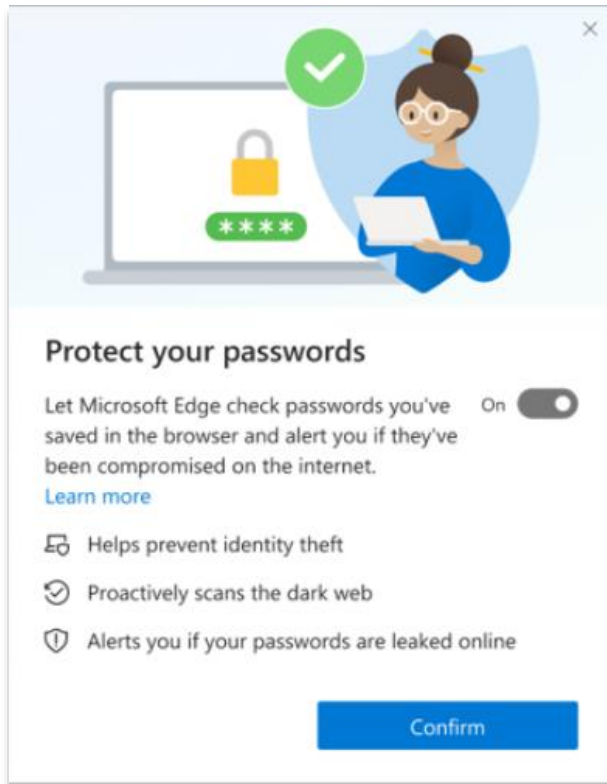 ****
Protect your passwords
Let Microsoft Edge check passwords you've
On
saved in the browser and alert you if they've
been compromised on the internet.
Learn more
Helps prevent identity theft
Proactively scans the dark web
Alerts you if your passwords are leaked online
Confirm